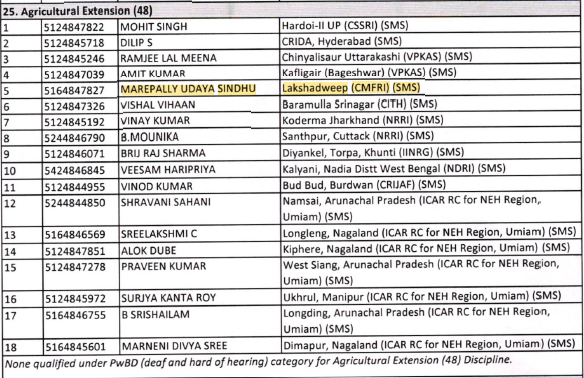 25. Agricultural Extension (48)
1 5124847822 MOHIT SINGH Hardoi-II UP (CSSRI) (SMS)
2 5124845718 DILIP S CRIDA, Hyderabad (SMS)
3 5124845246 RAMJEE LAL MEENA Chinyalisaur Uttarakashi (VPKAS) (SMS)
4 5124847039 AMIT KUMAR Kafligair (Bageshwar) (VPKAS) (SMS)
5 5164847827 MAREPALLY UDAYA SINDHU Lakshadweep (CMFRI) (SMS)
6 5124847326 VISHAL VIHAAN Baramulla Srinagar (CITH) (SMS)
7 5124845192 VINAY KUMAR Koderma Jharkhand (NRRI) (SMS)
8 5244846790 B.MOUNIKA Santhpur, Cuttack (NRRI) (SMS)
9 5124846071 BRIJ RAJ SHARMA Diyankel, Torpa, Khunti (IINRG) (SMS)
10 5424846845 VEESAM HARIPRIYA Kalyani, Nadia Distt West Bengal (NDRI) (SMS)
11 5124844955 VINOD KUMAR Bud Bud, Burdwan (CRIJAF) (SMS)
12 5244844850 SHRAVANI SAHANI Namsai, Arunachal Pradesh (ICAR RC for NEH Region,
Umiam) (SMS)
13 5164846569 SREELAKSHMI C Longleng, Nagaland (ICAR RC for NEH Region, Umiam) (SMS)
14 5124847851 ALOK DUBE Kiphere, Nagaland (ICAR RC for NEH Region, Umiam) (SMS)
15 5124847278 PRAVEEN KUMAR West Siang, Arunachal Pradesh (ICAR RC for NEH Region,
Umiam) (SMS)
16 5124845972 SURJYA KANTA ROY Ukhrul, Manipur (ICAR RC for NEH Region, Umiam) (SMS)
17 5164846755 B SRISHAILAM Longding, Arunachal Pradesh (ICAR RC for NEH Region,
Umiam) (SMS)
18 5164845601 MARNENI DIVYA SREE Dimapur, Nagaland (ICAR RC for NEH Region, Umiam) (SMS)
None qualified under PwBD (deaf and hard of hearing) category for Agricultural Extension (48) Discipline.